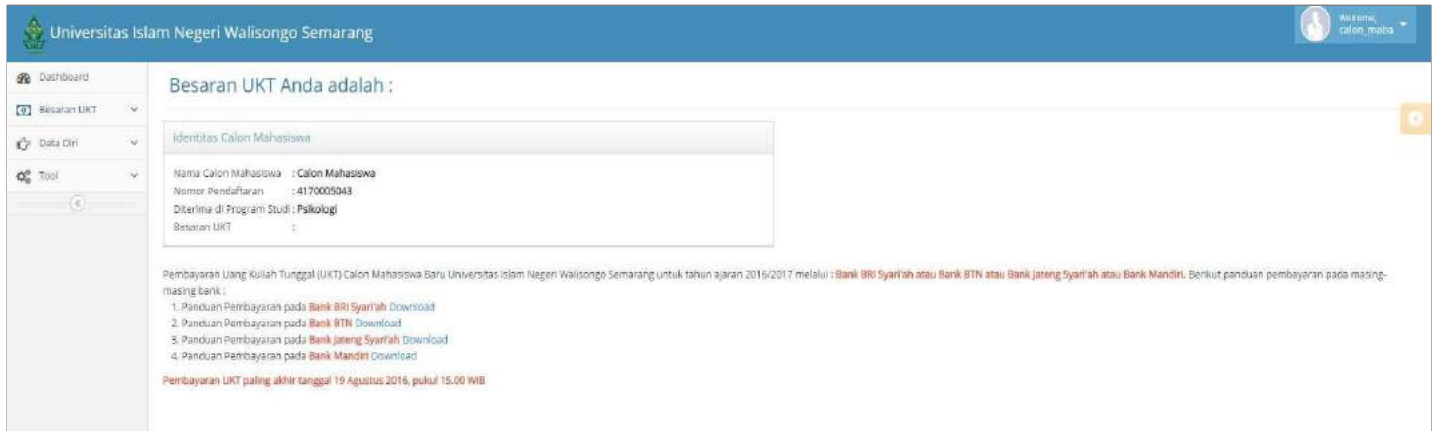 Universitas Islam Negeri Walisongo Semarang
Welcome,
calon_maba
Dashboard
Besaran UKT
Data Diri
Tool
Besaran UKT Anda adalah :
Identitas Calon Mahasiswa
Nama Calon Mahasiswa : Calon Mahasiswa
Nomor Pendaftaran : 4170005043
Diterima di Program Studi : Psikologi
Besaran UKT :
Pembayaran Uang Kuliah Tunggal (UKT) Calon Mahasiswa Baru Universitas Islam Negeri Walisongo Semarang untuk tahun ajaran 2016/2017 melalui : Bank BRI Syari'ah atau Bank BTN atau Bank Jateng Syari'ah atau Bank Mandiri. Berikut panduan pembayaran pada masing-
masing bank :
1. Panduan Pembayaran pada Bank BRI Syari'ah Download
2. Panduan Pembayaran pada Bank BTN Download
3. Panduan Pembayaran pada Bank Jateng Syari'ah Download
4. Panduan Pembayaran pada Bank Mandiri Download
Pembayaran UKT paling akhir tanggal 19 Agustus 2016, pukul 15.00 WIB